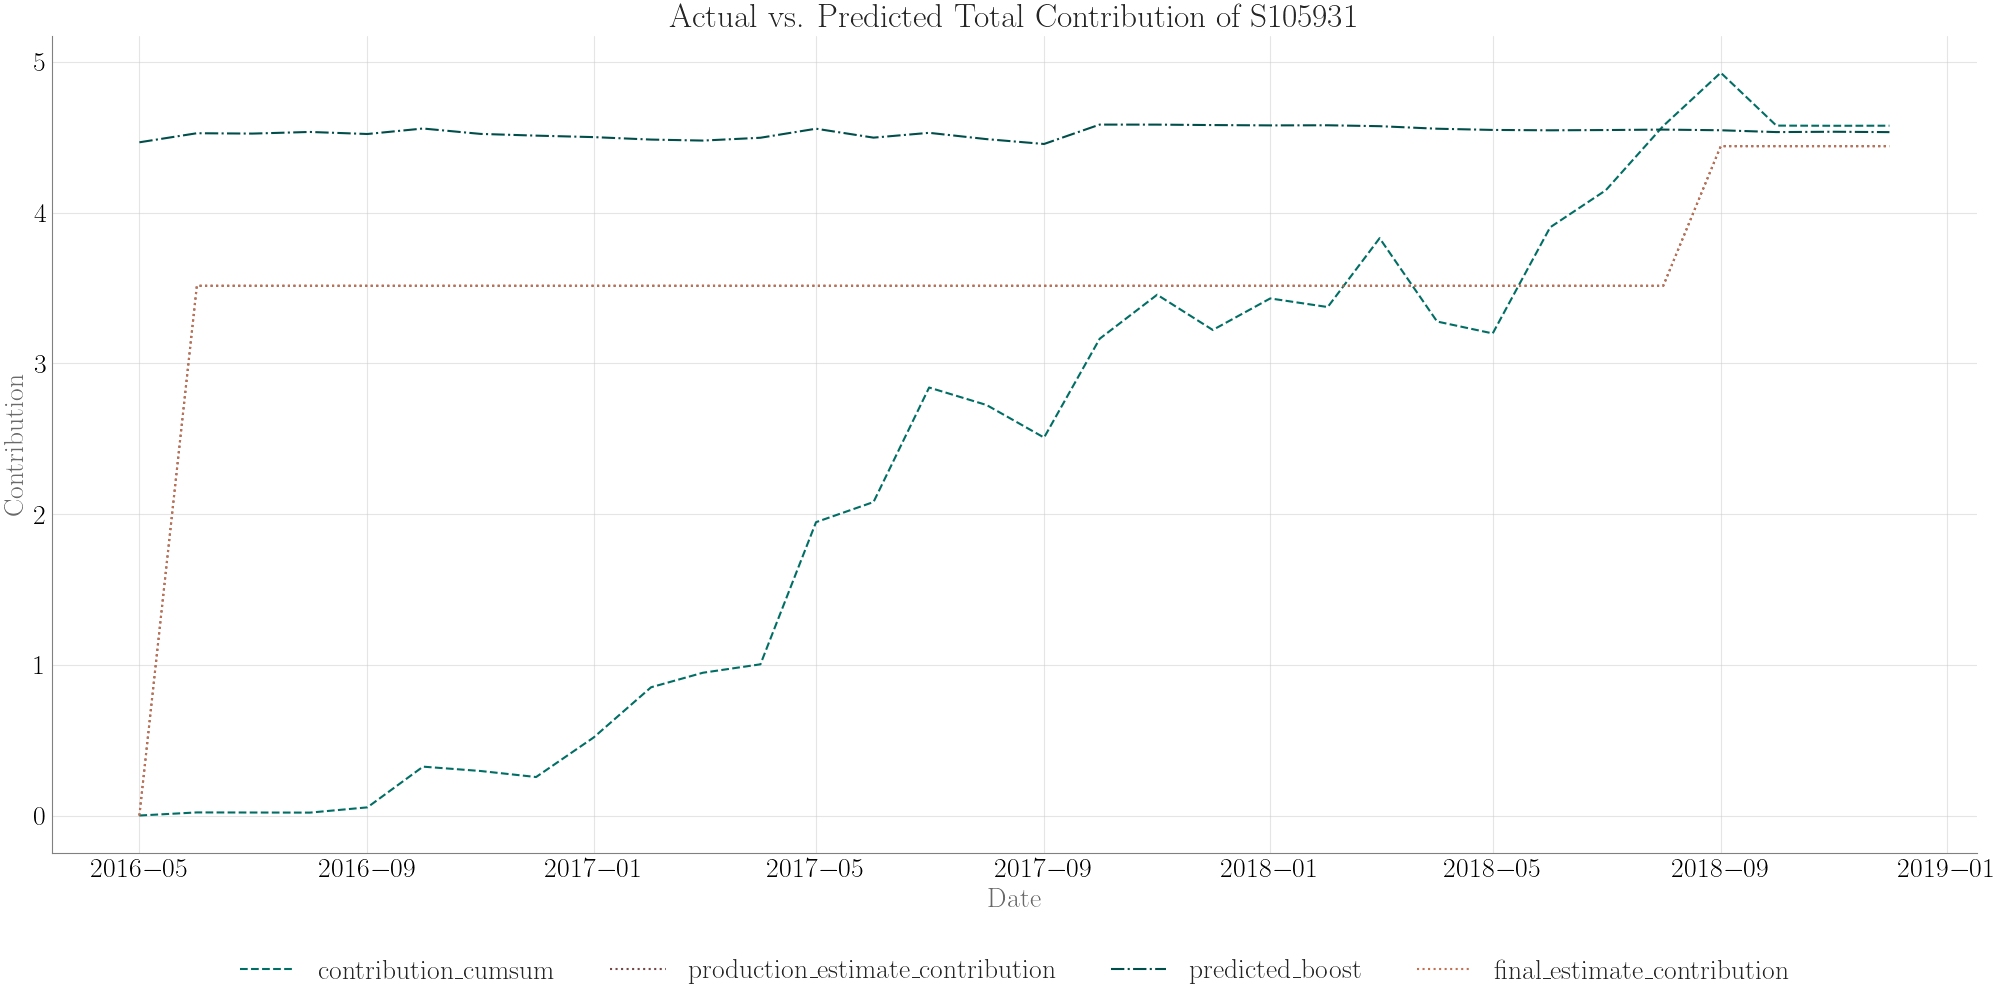 Actual vs. Predicted Total Contribution of S105931
5
4
3
2
1
0
Contribution
2016–05 2016–09 2017–01 2017–05 2017–09 2018–01 2018–05 2018–09 2019–01
Date
contribution_cumsum production_estimate_contribution predicted_boost final_estimate_contribution